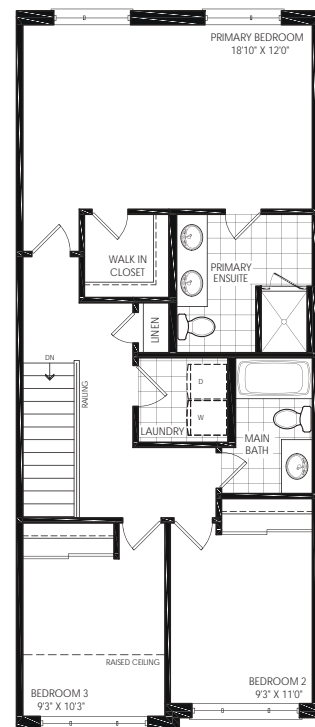 PRIMARY BEDROOM
18'10" X 12'0"
WALK IN
CLOSET
PRIMARY
ENSUITE
LINEN
DN
RAILING
D
W
LAUNDRY
MAIN
BATH
RAISED CEILING
BEDROOM 2
9'3" X 11'0"
BEDROOM 3
9'3" X 10'3"